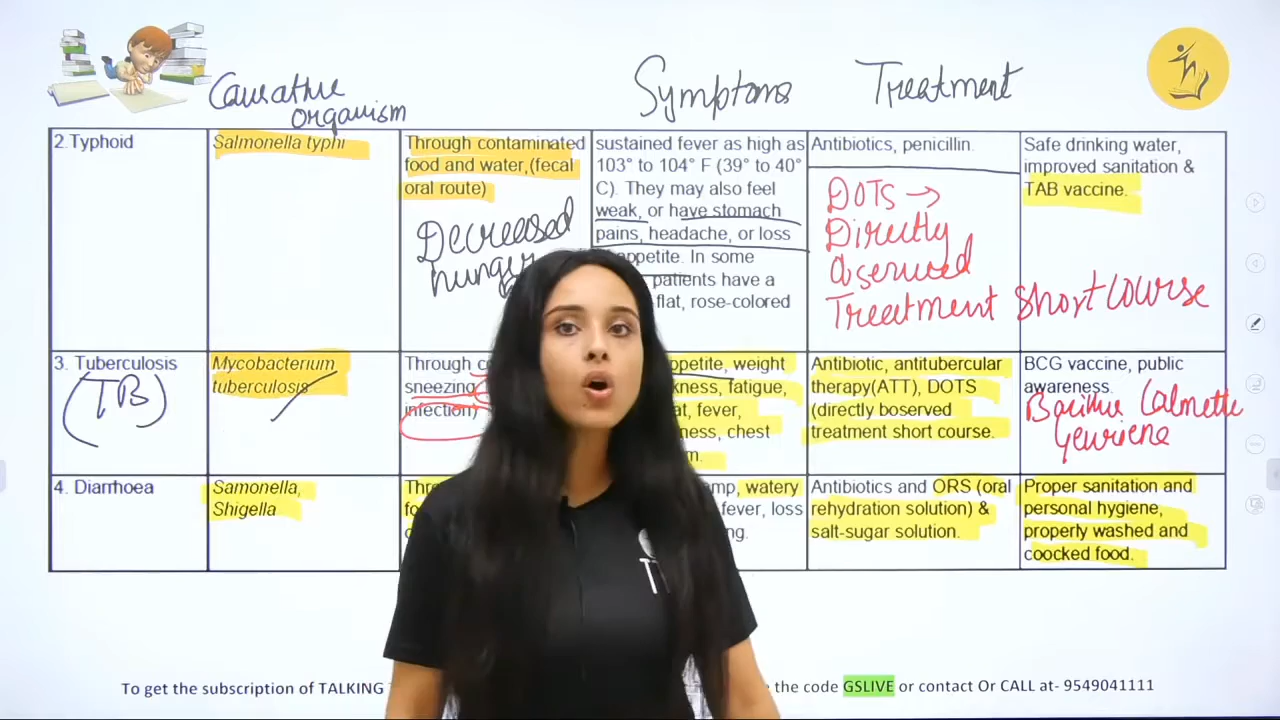 Causative
organism
Symptoms
Treatment
2.Typhoid
Salmonella typhi
Through contaminated
food and water,(fecal
oral route)
Decreased
sustained fever as high as
103° to 104° F (39° to 40°
C). They may also feel
weak, or have stomach
pains, headache, or loss
appetite. In some
patients have a
flat, rose-colored
Antibiotics, penicillin.
DOTS →
Directly
Treatment short course
Safe drinking water,
improved sanitation &
TAB vaccine.
3. Tuberculosis
(TB)
Mycobacterium
tuberculosis
Through
sneezing
infection)
appetite, weight
fatigue,
fever,
chest
Antibiotic, antitubercular
therapy(ATT), DOTS
(directly boserved
treatment short course.
BCG vaccine, public
awareness.
Calmette
4. Diarrhoea
Samonella,
Shigella
watery
fever, loss
Antibiotics and ORS (oral
rehydration solution) &
salt-sugar solution.
Proper sanitation and
personal hygiene,
properly washed and
coocked food.
To get the subscription of TALKING
the code GSLIVE or contact Or CALL at- 9549041111